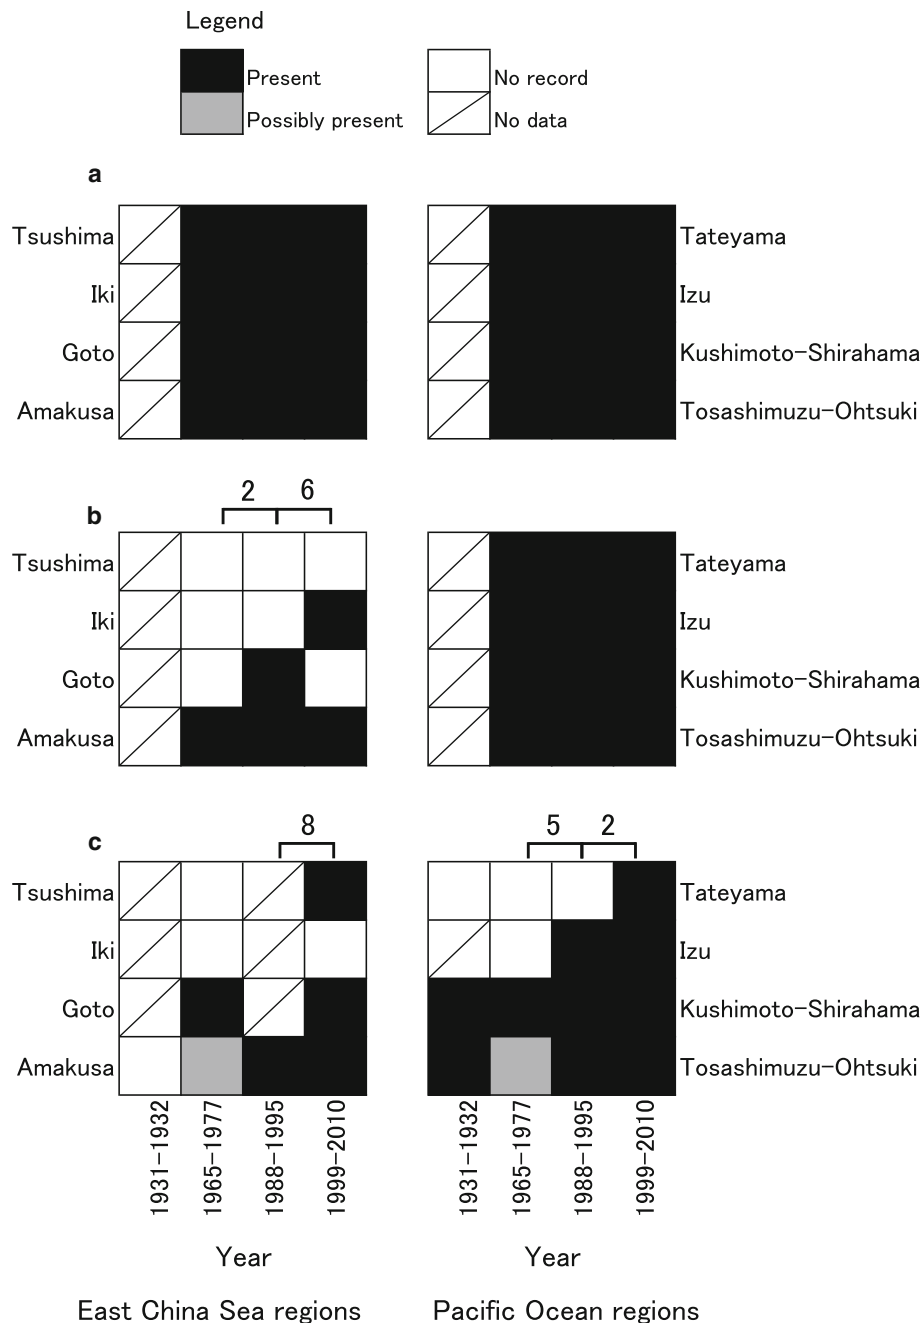 Legend
Present
No record
Possibly present
No data
a
Tsushima
Tateyama
Iki
Izu
Goto
Kushimoto-Shirahama
Amakusa
Tosashimuzu-Ohtsuki
2 6
b
Tsushima
Tateyama
Iki
Izu
Goto
Kushimoto-Shirahama
Amakusa
Tosashimuzu-Ohtsuki
8
5 2
c
Tsushima
Tateyama
Iki
Izu
Goto
Kushimoto-Shirahama
Amakusa
Tosashimuzu-Ohtsuki
1931-1932
1965-1977
1988-1995
1999-2010
1931-1932
1965-1977
1988-1995
1999-2010
Year
Year
East China Sea regions
Pacific Ocean regions